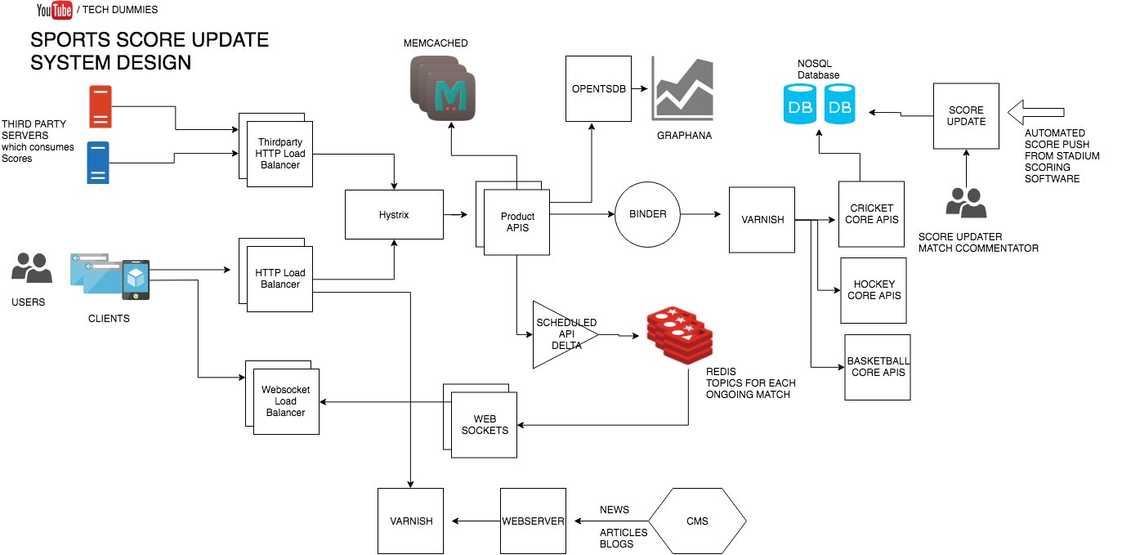 YouTube / TECH DUMMIES
SPORTS SCORE UPDATE
SYSTEM DESIGN
THIRD PARTY
SERVERS
which consumes
Scores
Thirdparty
HTTP Load
Balancer
MEMCACHED
M
Hystrix
Product
APIS
OPENTSDB
GRAPHANA
BINDER
VARNISH
NOSQL
Database
DB
DB
SCORE
UPDATE
AUTOMATED
SCORE PUSH
FROM STADIUM
SCORING
SOFTWARE
SCORE UPDATER
MATCH CCOMMENTATOR
CRICKET
CORE APIS
HOCKEY
CORE APIS
BASKETBALL
CORE APIS
USERS
CLIENTS
HTTP Load
Balancer
SCHEDULED
API
DELTA
REDIS
TOPICS FOR EACH
ONGOING MATCH
Websocket
Load
Balancer
WEB
SOCKETS
VARNISH
WEBSERVER
NEWS
ARTICLES
BLOGS
CMS